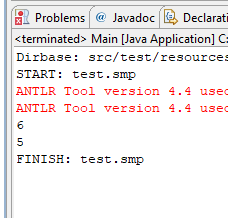 Problems @ Javadoc Declarati
<terminated> Main [Java Application] C:
Dirbase: src/test/resources
START: test.smp
ANTLR Tool version 4.4 used
ANTLR Tool version 4.4 used
6
5
FINISH: test.smp